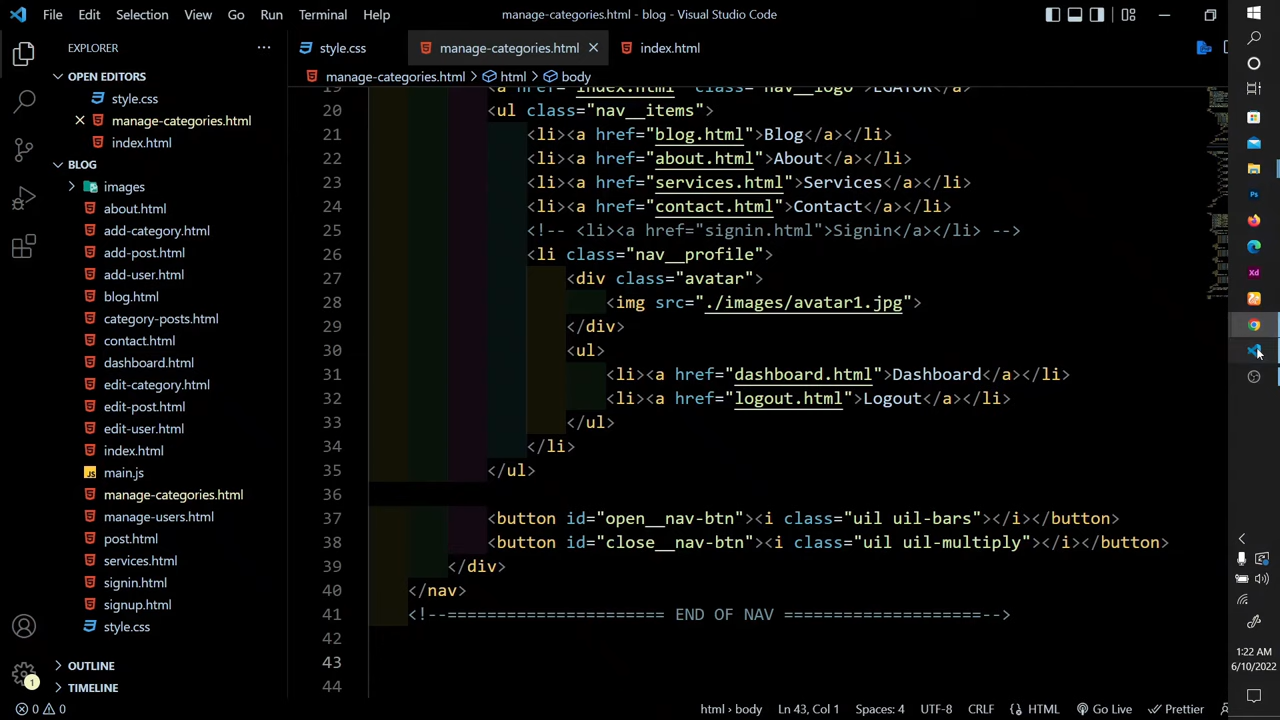 File Edit Selection View Go Run Terminal Help manage-categories.html - blog - Visual Studio Code
EXPLORER
OPEN EDITORS
style.css
manage-categories.html
index.html
BLOG
images
about.html
add-category.html
add-post.html
add-user.html
blog.html
category-posts.html
contact.html
dashboard.html
edit-category.html
edit-post.html
edit-user.html
index.html
JS main.js
manage-categories.html
manage-users.html
post.html
services.html
signin.html
signup.html
style.css
OUTLINE
TIMELINE
1
style.css manage-categories.html index.html
manage-categories.html > html > body
19 <a href="index.html" class="nav__logo">EGATOR</a>
20 <ul class="nav__items">
21 <li><a href="blog.html">Blog</a></li>
22 <li><a href="about.html">About</a></li>
23 <li><a href="services.html">Services</a></li>
24 <li><a href="contact.html">Contact</a></li>
25 <!-- <li><a href="signin.html">Signin</a></li> -->
26 <li class="nav__profile">
27 <div class="avatar">
28 <img src="./images/avatar1.jpg">
29 </div>
30 <ul>
31 <li><a href="dashboard.html">Dashboard</a></li>
32 <li><a href="logout.html">Logout</a></li>
33 </ul>
34 </li>
35 </ul>
36
37 <button id="open__nav-btn"><i class="uil uil-bars"></i></button>
38 <button id="close__nav-btn"><i class="uil uil-multiply"></i></button>
39 </div>
40 </nav>
41 <!--====================== END OF NAV ====================-->
42
43
44
0 0 html > body Ln 43, Col 1 Spaces: 4 UTF-8 CRLF HTML Go Live Prettier
Ps
Xd
1:22 AM
6/10/2022